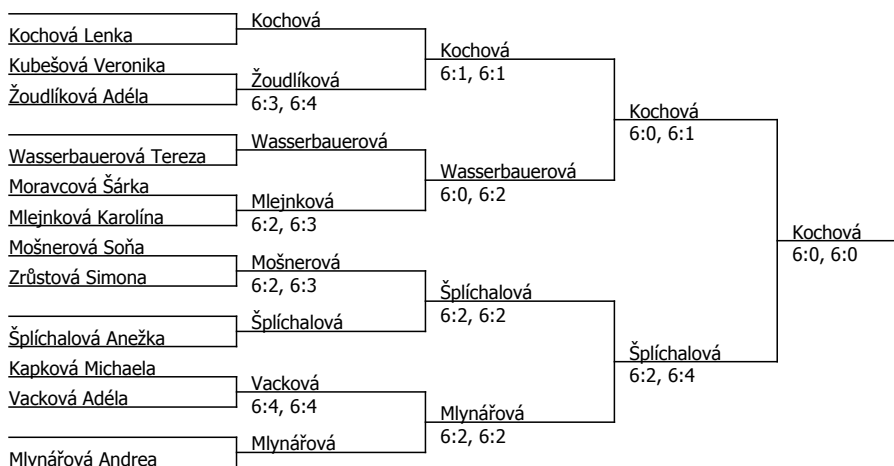 Kochová Lenka
Kubešová Veronika
Žoudlíková Adéla
Wasserbauerová Tereza
Moravcová Šárka
Mlejnková Karolína
Mošnerová Soňa
Zrůstová Simona
Šplíchalová Anežka
Kapková Michaela
Vacková Adéla
Mlynářová Andrea
Kochová
Žoudlíková
6:3, 6:4
Wasserbauerová
Mlejnková
6:2, 6:3
Mošnerová
6:2, 6:3
Šplíchalová
Vacková
6:4, 6:4
Mlynářová
Kochová
6:1, 6:1
Wasserbauerová
6:0, 6:2
Šplíchalová
6:2, 6:2
Mlynářová
6:2, 6:2
Kochová
6:0, 6:1
Šplíchalová
6:2, 6:4
Kochová
6:0, 6:0